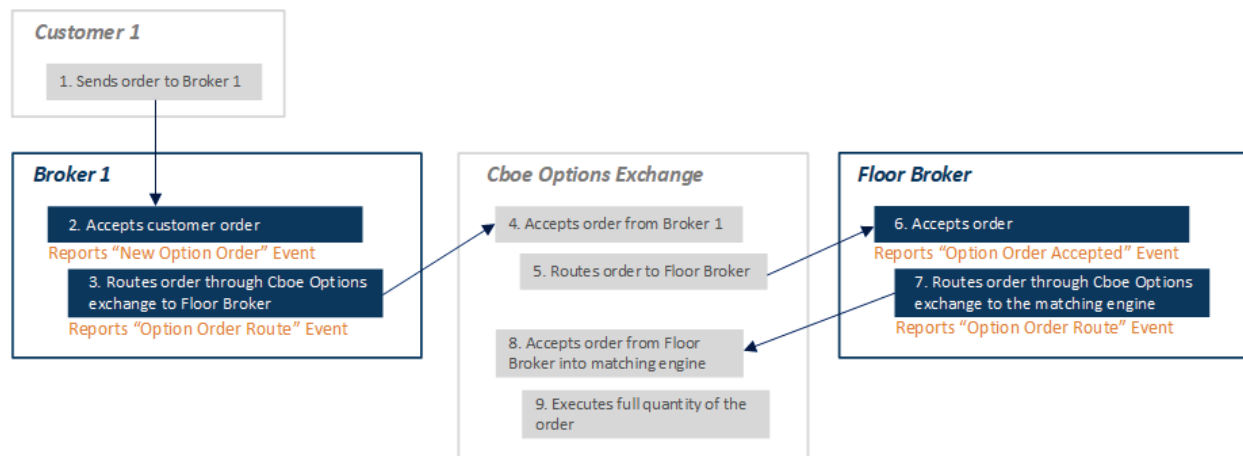 Customer 1
1. Sends order to Broker 1
Broker 1
2. Accepts customer order
Reports “New Option Order” Event
3. Routes order through Cboe Options
exchange to Floor Broker
Reports “Option Order Route” Event
Cboe Options Exchange
4. Accepts order from Broker 1
5. Routes order to Floor Broker
8. Accepts order from Floor
Broker into matching engine
9. Executes full quantity of the
order
Floor Broker
6. Accepts order
Reports “Option Order Accepted” Event
7. Routes order through Cboe Options
exchange to the matching engine
Reports “Option Order Route” Event